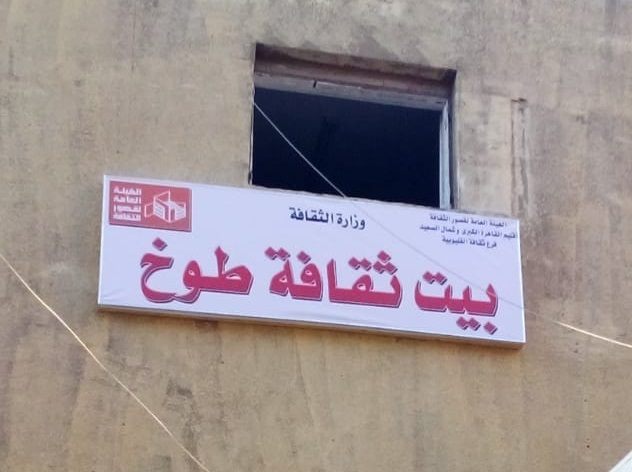 الهيئة العامة لقصور الثقافة
إقليم القاهرة الكبرى وشمال الصعيد
فرع ثقافة القليوبية
وزارة الثقافة
الهيئة
العامة
لقصور
الثقافة
بيت ثقافة طوخ